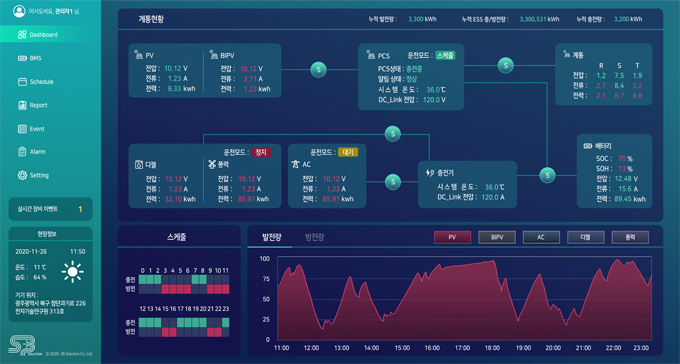 어서오세요, 관리자1 님.
Dashboard
BMS
Schedule
Report
Event
Alarm
Setting
실시간 장비 이벤트 1
현장정보
2020-11-26 11:50
온도 : 11 ℃
습도 : 64 %
기기 위치 :
광주광역시 북구 첨단과기로 226
전자기술연구원 313호
S3
SOLUTION
© 2020. SB Solution Co.,Ltd.
계통현황
누적 발전량 : 3,300 kWh
누적 ESS 충/방전량 : 3,300,531 kWh
누적 충전량 : 3,200 kWh
PV
전압 : 10.12 V
전류 : 1.23 A
전력 : 9.33 kwh
BIPV
전압 : 10.12 V
전류 : 3.11 A
전력 : 1.23 kwh
S
PCS 운전모드 : 스케줄
PCS상태 : 충전중
알림 상태 : 정상
시스템 온도 : 36.0℃
DC_Link 전압 : 120.0 V
S
계통
R S T
전압 : 1.2 7.5 1.9
전류 : 2.7 8.4 3.2
전력 : 2.1 6.7 9.8
S
운전모드 : 정지
디젤
전압 : 10.12 V
전류 : 1.23 A
전력 : 32.10 kwh
풍력
전압 : 10.12 V
전류 : 1.23 A
전력 : 85.91 kwh
운전모드 : 대기
AC
전압 : 10.12 V
전류 : 1.23 A
전력 : 85.91 kwh
S
충전기
시스템 온도 : 36.0℃
DC_Link 전압 : 120.0 V
S
배터리
SOC : 70 %
SOH : 13 %
전압 : 12.48 V
전류 : 15.6 A
전력 : 89.45 kwh
스케줄
0 1 2 3 4 5 6 7 8 9 10 11
충전
방전
12 13 14 15 16 17 18 19 20 21 22 23
충전
방전
발전량 방전량
PV BIPV AC 디젤 풍력
100
75
50
25
0
11:00 12:00 13:00 14:00 15:00 16:00 17:00 18:00 19:00 20:00 21:00 22:00 23:00